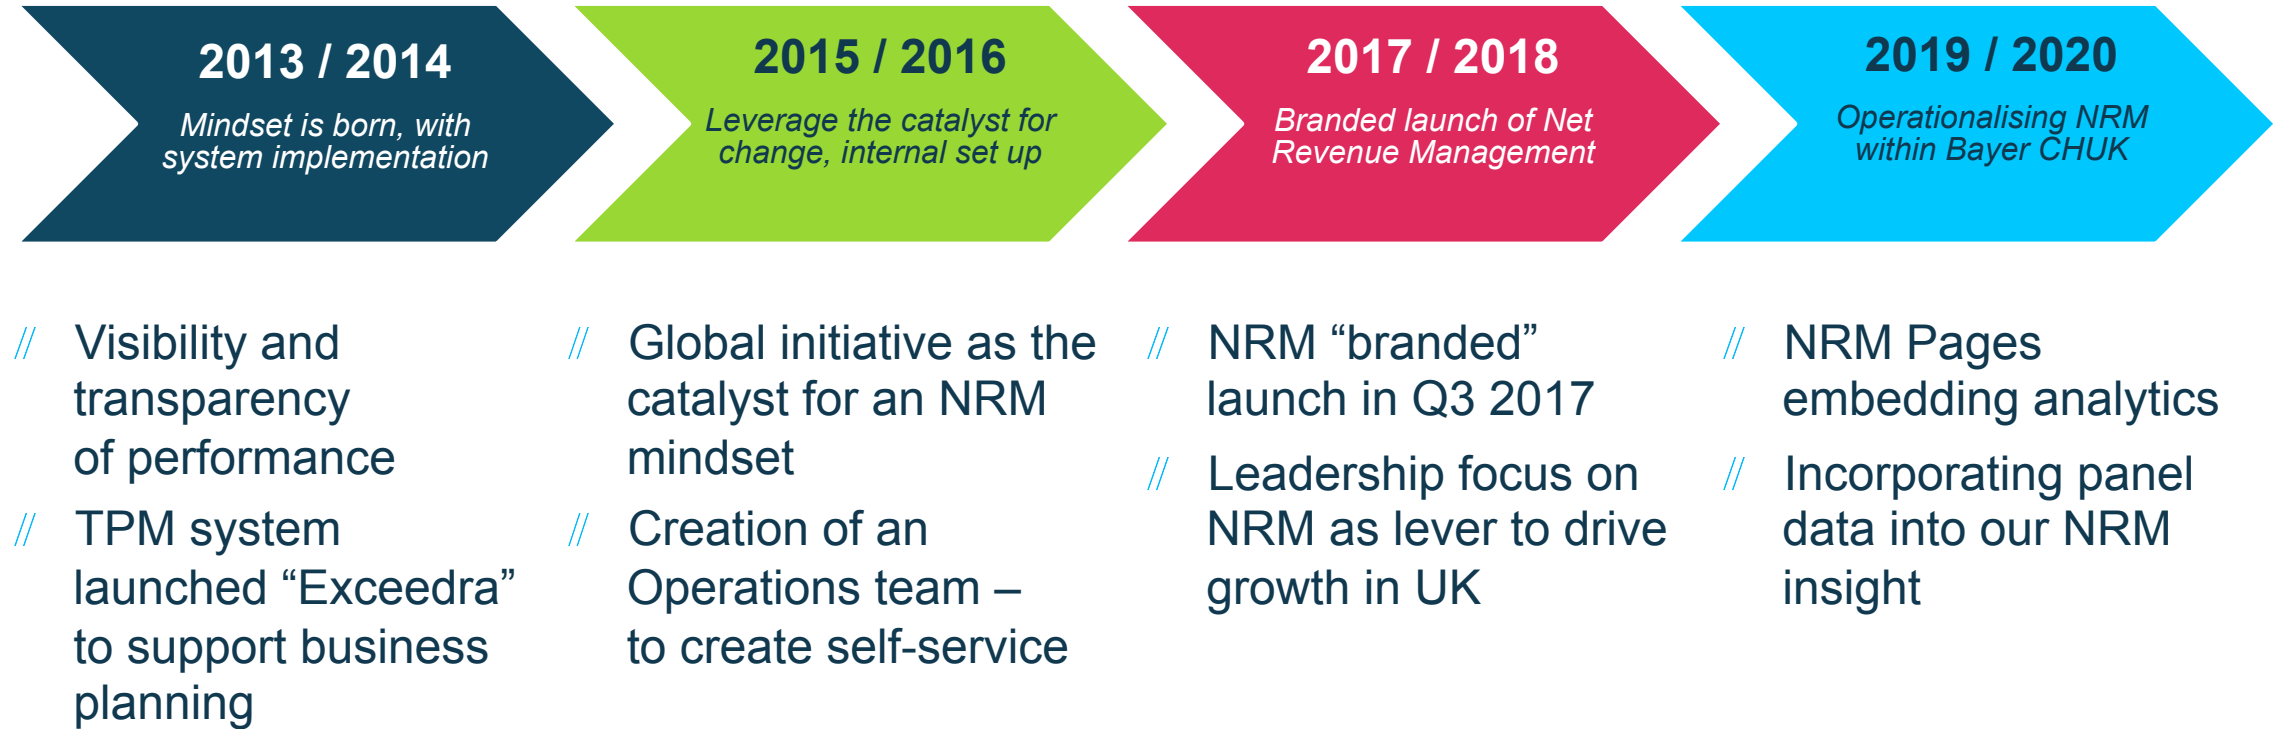 2013 / 2014
Mindset is born, with
system implementation
2015 / 2016
Leverage the catalyst for
change, internal set up
2017 / 2018
Branded launch of Net
Revenue Management
2019 / 2020
Operationalising NRM
within Bayer CHUK
// Visibility and
transparency
of performance
// TPM system
launched “Exceedra”
to support business
planning
// Global initiative as the
catalyst for an NRM
mindset
// Creation of an
Operations team –
to create self-service
// NRM “branded”
launch in Q3 2017
// Leadership focus on
NRM as lever to drive
growth in UK
// NRM Pages
embedding analytics
// Incorporating panel
data into our NRM
insight